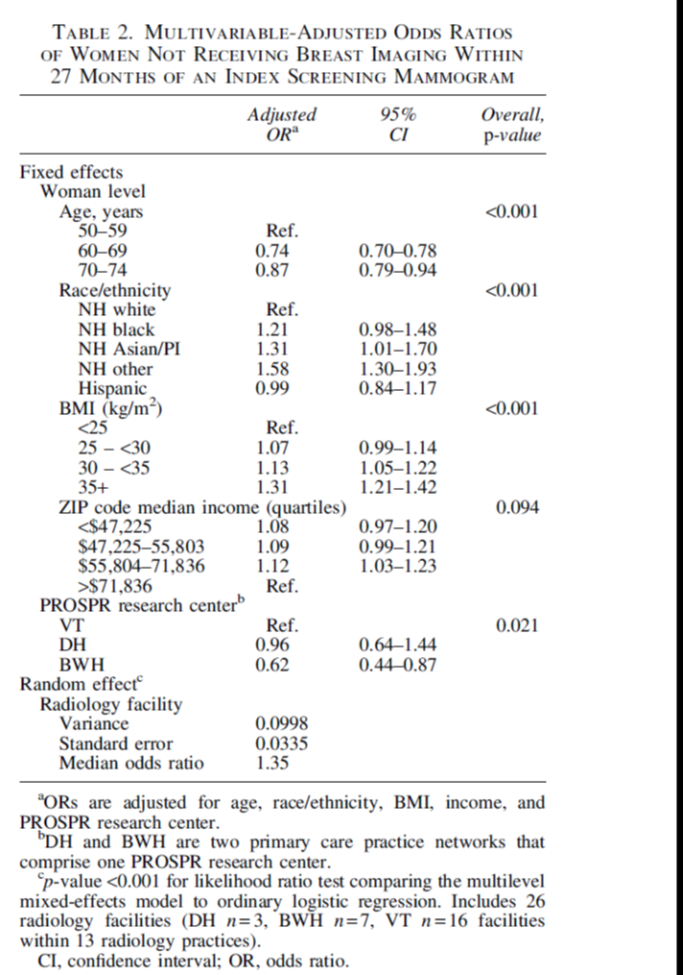 TABLE 2. MULTIVARIABLE-ADJUSTED ODDS RATIOS
OF WOMEN NOT RECEIVING BREAST IMAGING WITHIN
27 MONTHS OF AN INDEX SCREENING MAMMOGRAM
Adjusted 95% Overall,
ORᵃ CI p-value
Fixed effects
Woman level
Age, years <0.001
50–59 Ref.
60–69 0.74 0.70–0.78
70–74 0.87 0.79–0.94
Race/ethnicity <0.001
NH white Ref.
NH black 1.21 0.98–1.48
NH Asian/PI 1.31 1.01–1.70
NH other 1.58 1.30–1.93
Hispanic 0.99 0.84–1.17
BMI (kg/m²) <0.001
<25 Ref.
25 – <30 1.07 0.99–1.14
30 – <35 1.13 1.05–1.22
35+ 1.31 1.21–1.42
ZIP code median income (quartiles) 0.094
<$47,225 1.08 0.97–1.20
$47,225–55,803 1.09 0.99–1.21
$55,804–71,836 1.12 1.03–1.23
>$71,836 Ref.
PROSPR research centerᵇ
VT Ref. 0.021
DH 0.96 0.64–1.44
BWH 0.62 0.44–0.87
Random effectᶜ
Radiology facility
Variance 0.0998
Standard error 0.0335
Median odds ratio 1.35
ᵃORs are adjusted for age, race/ethnicity, BMI, income, and
PROSPR research center.
ᵇDH and BWH are two primary care practice networks that
comprise one PROSPR research center.
ᶜp-value <0.001 for likelihood ratio test comparing the multilevel
mixed-effects model to ordinary logistic regression. Includes 26
radiology facilities (DH n=3, BWH n=7, VT n=16 facilities
within 13 radiology practices).
CI, confidence interval; OR, odds ratio.